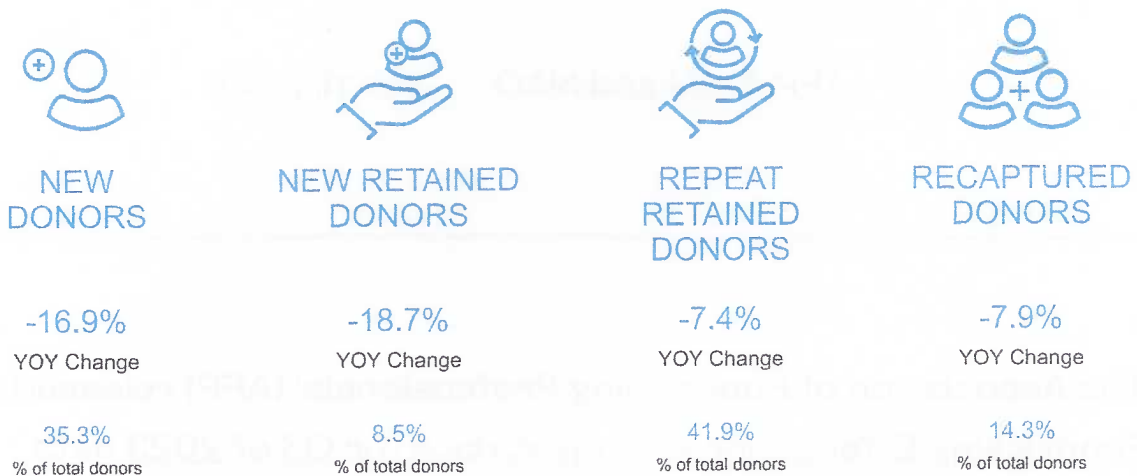 NEW
DONORS
-16.9%
YOY Change
35.3%
% of total donors
NEW RETAINED
DONORS
-18.7%
YOY Change
8.5%
% of total donors
REPEAT
RETAINED
DONORS
-7.4%
YOY Change
41.9%
% of total donors
RECAPTURED
DONORS
-7.9%
YOY Change
14.3%
% of total donors